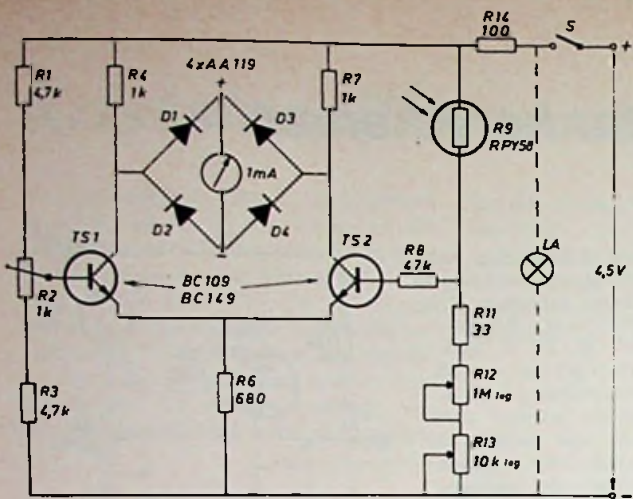 R14
100
S
+
R1
4,7k
R4
1k
4xAA119
+
R7
1k
D1
D3
R9
RPY58
1mA
D2
D4
−
TS1
TS2
R8
47k
LA
R2
1k
BC109
BC149
4,5V
R11
33
R6
680
R12
1M log
R3
4,7k
R13
10k log
−